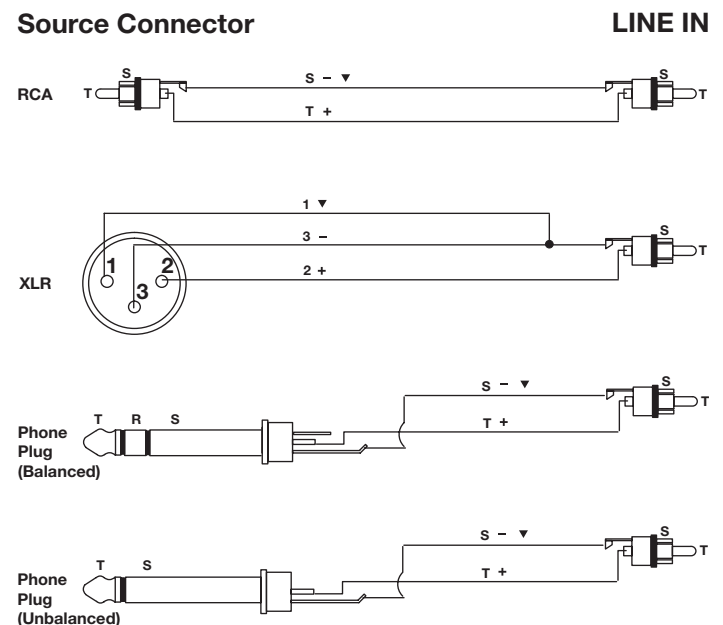 Source Connector LINE IN
S S – ▼ S
RCA T T
T +
1 ▼
3 – S
1 2 2 + T
XLR 3
S – ▼ S
T R S T + T
Phone
Plug
(Balanced)
S – ▼ S
T S T + T
Phone
Plug
(Unbalanced)